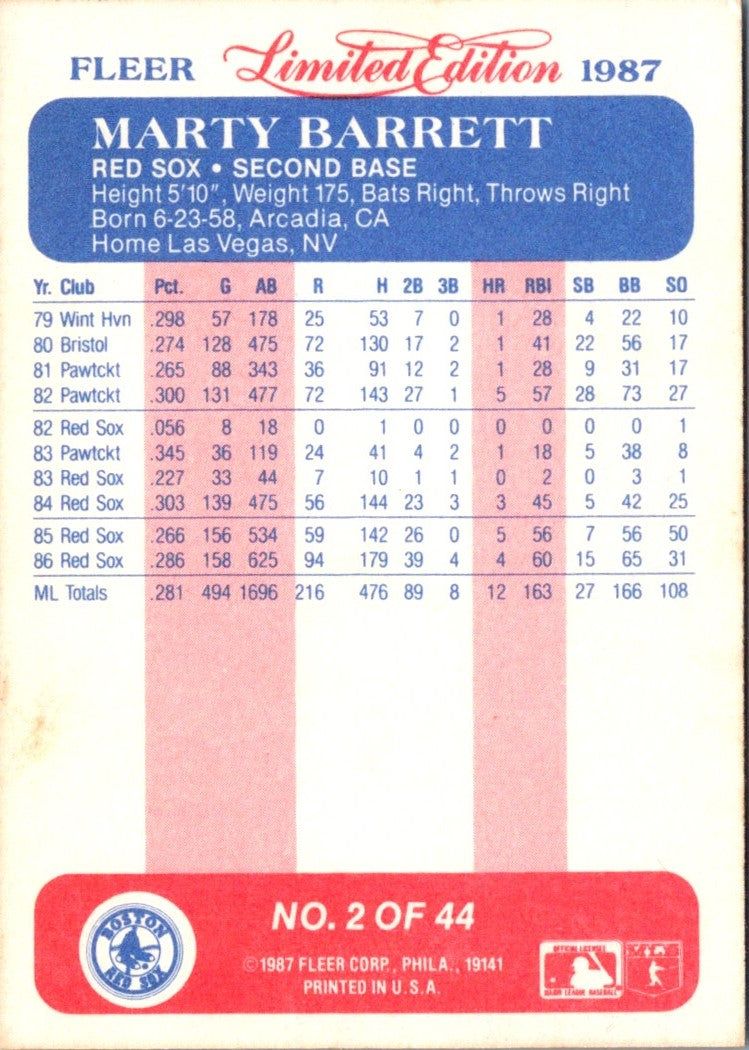 FLEER Limited Edition 1987
MARTY BARRETT
RED SOX • SECOND BASE
Height 5'10", Weight 175, Bats Right, Throws Right
Born 6-23-58, Arcadia, CA
Home Las Vegas, NV
Yr. Club Pct. G AB R H 2B 3B HR RBI SB BB SO
79 Wint Hvn .298 57 178 25 53 7 0 1 28 4 22 10
80 Bristol .274 128 475 72 130 17 2 1 41 22 56 17
81 Pawtckt .265 88 343 36 91 12 2 1 28 9 31 17
82 Pawtckt .300 131 477 72 143 27 1 5 57 28 73 27
82 Red Sox .056 8 18 0 1 0 0 0 0 0 0 1
83 Pawtckt .345 36 119 24 41 4 2 1 18 5 38 8
83 Red Sox .227 33 44 7 10 1 1 0 2 0 3 1
84 Red Sox .303 139 475 56 144 23 3 3 45 5 42 25
85 Red Sox .266 156 534 59 142 26 0 5 56 7 56 50
86 Red Sox .286 158 625 94 179 39 4 4 60 15 65 31
ML Totals .281 494 1696 216 476 89 8 12 163 27 166 108
NO. 2 OF 44
BOSTON
RED SOX
©1987 FLEER CORP., PHILA., 19141
PRINTED IN U.S.A.
OFFICIAL LICENSEE
MAJOR LEAGUE BASEBALL